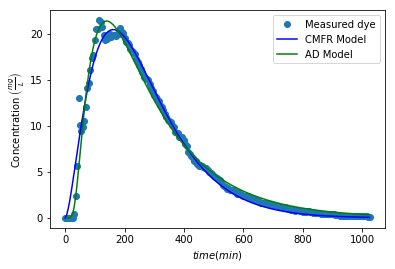 Measured dye
CMFR Model
AD Model
Concentration (mg/L)
20
15
10
5
0
0 200 400 600 800 1000
time(min)